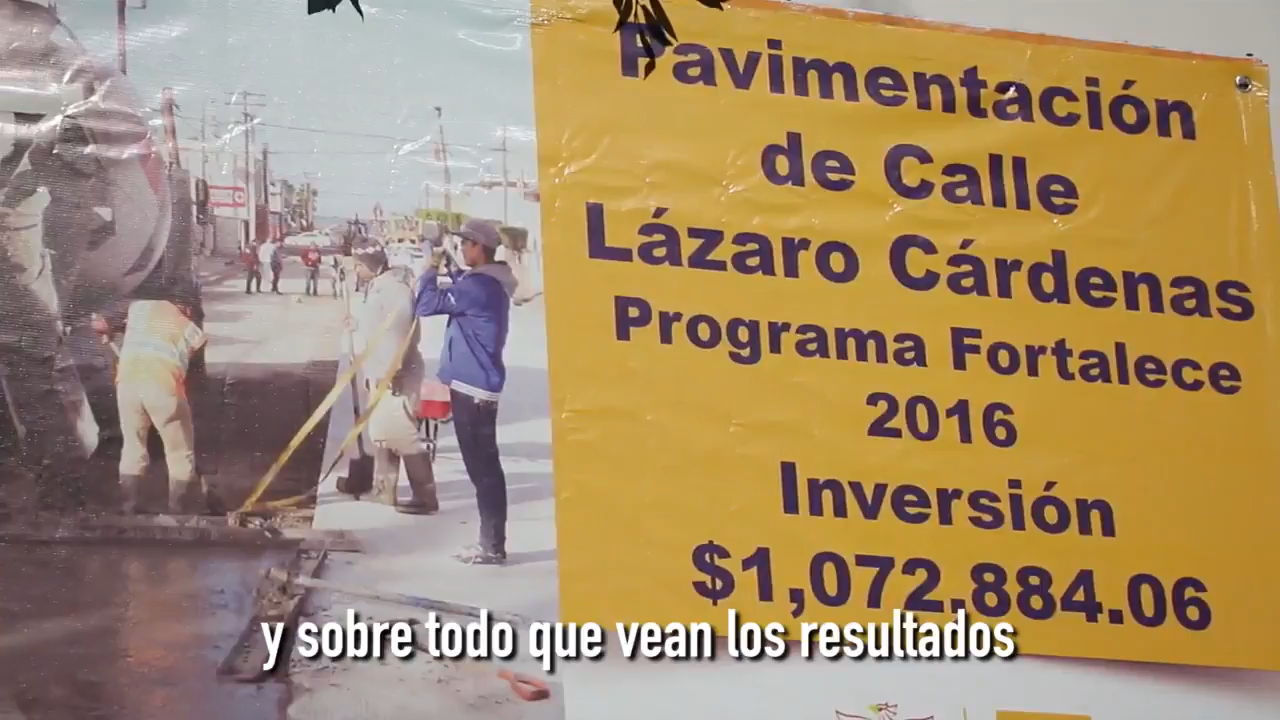 Pavimentación
de Calle
Lázaro Cárdenas
Programa Fortalece
2016
Inversión
$1,072,884.06
y sobre todo que vean los resultados